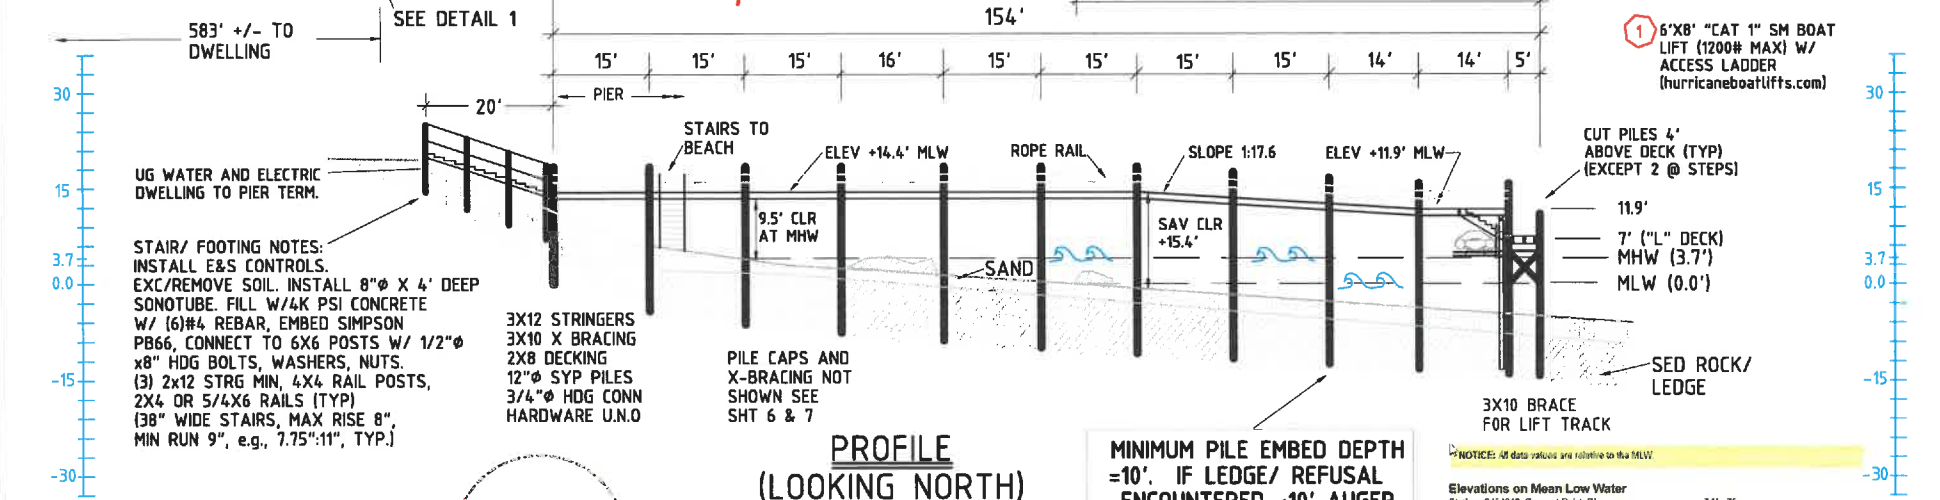 SEE DETAIL 1
583' +/- TO
DWELLING
154'
15' 15' 15' 16' 15' 15' 15' 15' 14' 14' 5'
1
6'X8' "CAT 1" SM BOAT
LIFT (1200# MAX) W/
ACCESS LADDER
(hurricaneboatlifts.com)
30
15
3.7
0.0
-15
-30
20'
PIER
STAIRS TO
BEACH
ELEV +14.4' MLW
ROPE RAIL
SLOPE 1:17.6
ELEV +11.9' MLW
CUT PILES 4'
ABOVE DECK (TYP)
(EXCEPT 2 @ STEPS)
UG WATER AND ELECTRIC
DWELLING TO PIER TERM.
9.5' CLR
AT MHW
SAV CLR
+15.4'
11.9'
7' ("L" DECK)
MHW (3.7')
MLW (0.0')
30
15
3.7
0.0
-15
-30
SAND
STAIR/ FOOTING NOTES:
INSTALL E&S CONTROLS.
EXC/REMOVE SOIL. INSTALL 8"ø X 4' DEEP
SONOTUBE. FILL W/4K PSI CONCRETE
W/ (6)#4 REBAR, EMBED SIMPSON
PB66, CONNECT TO 6X6 POSTS W/ 1/2"ø
x8" HDG BOLTS, WASHERS, NUTS.
(3) 2x12 STRG MIN, 4X4 RAIL POSTS,
2X4 OR 5/4X6 RAILS (TYP)
(38" WIDE STAIRS, MAX RISE 8",
MIN RUN 9", e.g., 7.75":11", TYP.)
3X12 STRINGERS
3X10 X BRACING
2X8 DECKING
12"ø SYP PILES
3/4"ø HDG CONN
HARDWARE U.N.O
PILE CAPS AND
X-BRACING NOT
SHOWN SEE
SHT 6 & 7
SED ROCK/
LEDGE
3X10 BRACE
FOR LIFT TRACK
PROFILE
(LOOKING NORTH)
MINIMUM PILE EMBED DEPTH
=10'. IF LEDGE/ REFUSAL
NOTICE: All data values are relative to the MLW.
Elevations on Mean Low Water